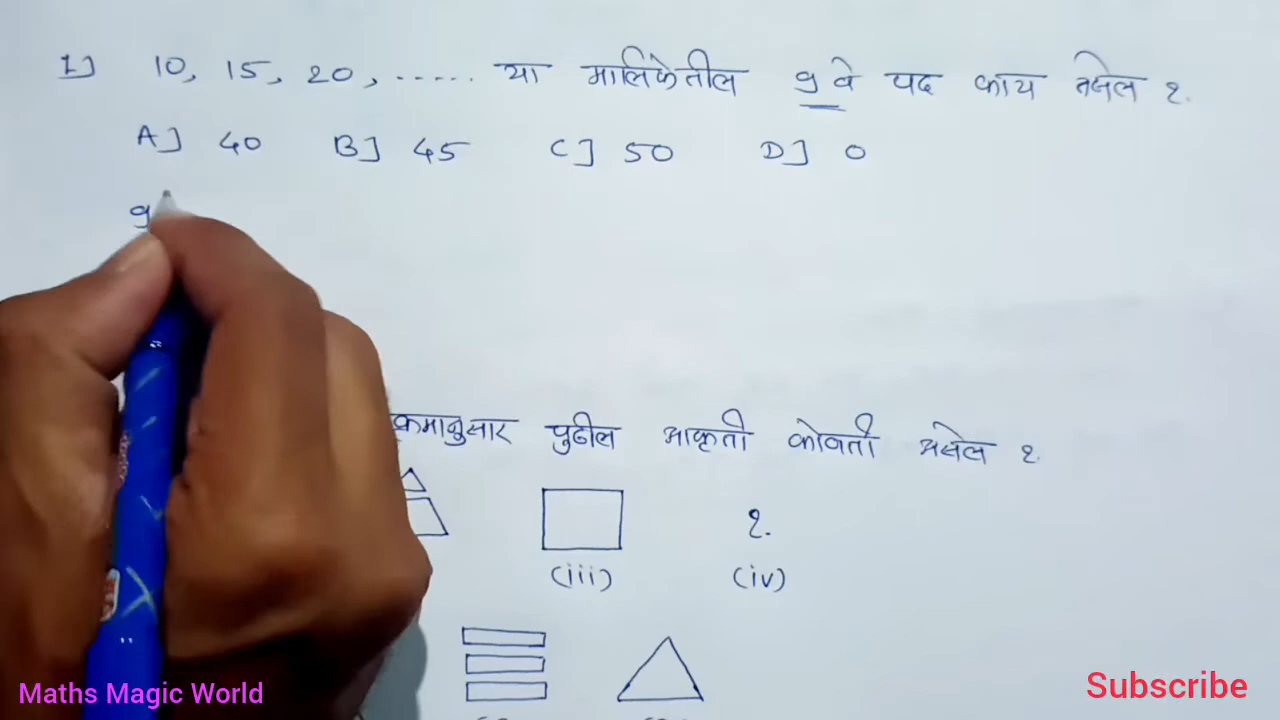 1] 10, 15, 20, ...... या मालिकेतील 9 वे पद काय असेल ?.
A] 40 B] 45 C] 50 D] 0
9
क्रमानुसार पुढील आकृती कोणती असेल ?
?.
(iii) (iv)
Maths Magic World
Subscribe